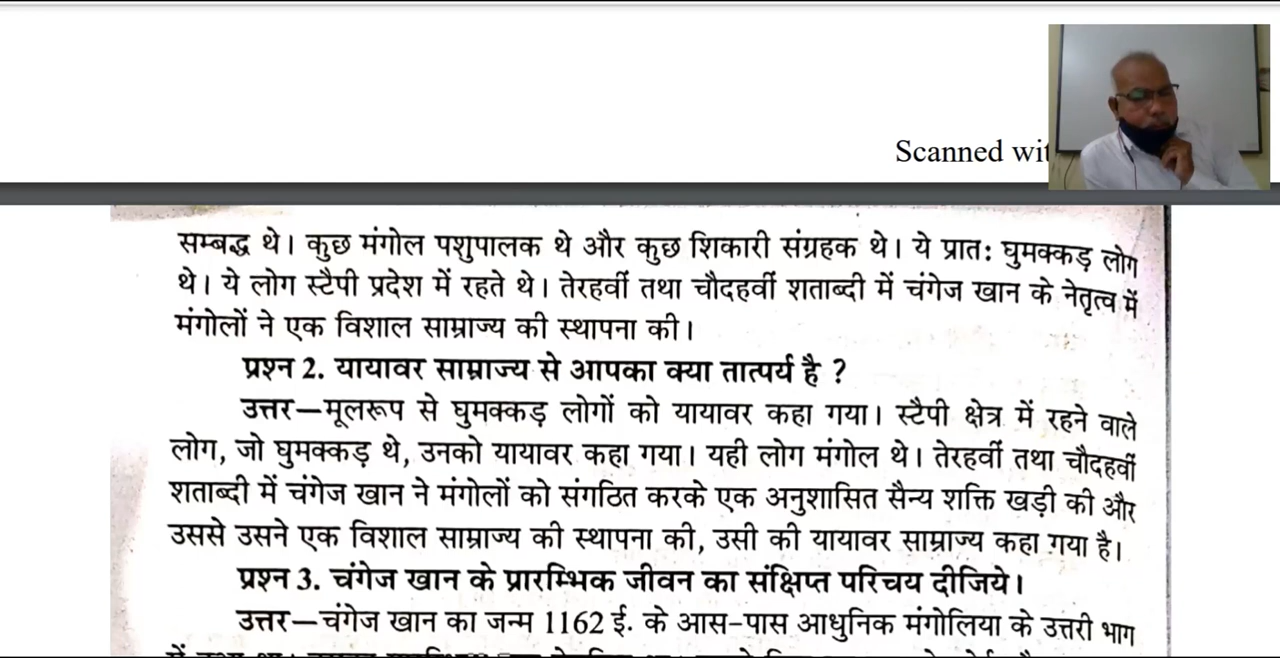 Scanned wit
सम्बद्ध थे। कुछ मंगोल पशुपालक थे और कुछ शिकारी संग्रहक थे। ये प्रातः घुमक्कड़ लोग
थे। ये लोग स्टैपी प्रदेश में रहते थे। तेरहवीं तथा चौदहवीं शताब्दी में चंगेज खान के नेतृत्व में
मंगोलों ने एक विशाल साम्राज्य की स्थापना की।
प्रश्न 2. यायावर साम्राज्य से आपका क्या तात्पर्य है ?
उत्तर—मूलरूप से घुमक्कड़ लोगों को यायावर कहा गया। स्टैपी क्षेत्र में रहने वाले
लोग, जो घुमक्कड़ थे, उनको यायावर कहा गया। यही लोग मंगोल थे। तेरहवीं तथा चौदहवीं
शताब्दी में चंगेज खान ने मंगोलों को संगठित करके एक अनुशासित सैन्य शक्ति खड़ी की और
उससे उसने एक विशाल साम्राज्य की स्थापना की, उसी की यायावर साम्राज्य कहा गया है।
प्रश्न 3. चंगेज खान के प्रारम्भिक जीवन का संक्षिप्त परिचय दीजिये।
उत्तर—चंगेज खान का जन्म 1162 ई. के आस-पास आधुनिक मंगोलिया के उत्तरी भाग